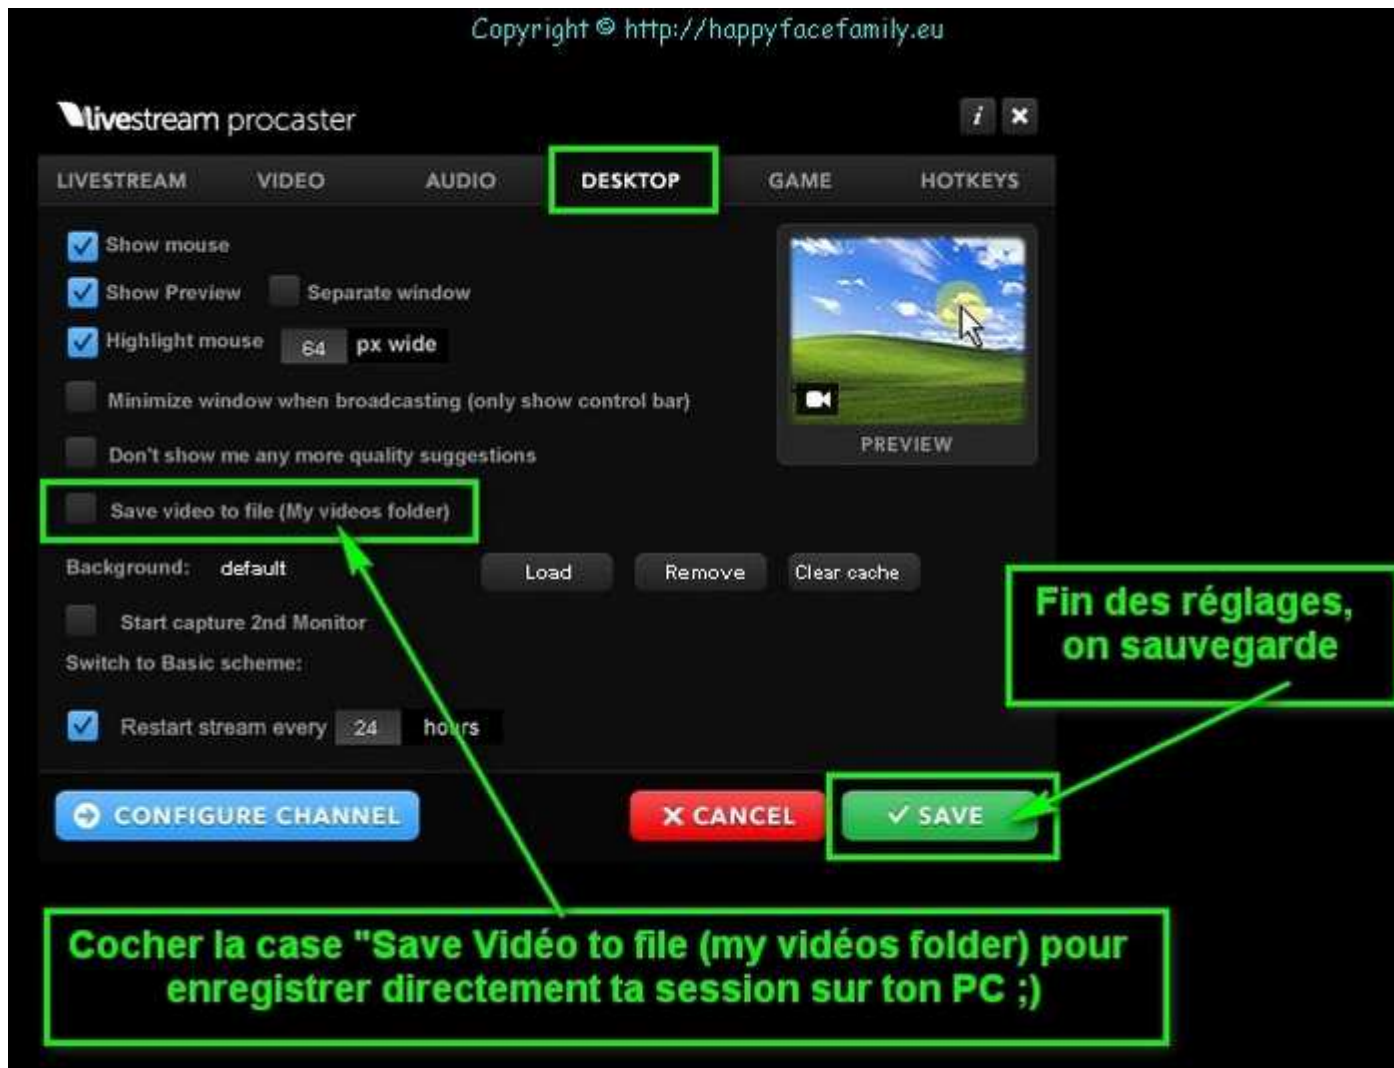 Copyright © http://happyfacefamily.eu
livestream procaster
i
LIVESTREAM VIDEO AUDIO DESKTOP GAME HOTKEYS
Show mouse
Show Preview Separate window
Highlight mouse 64 px wide
Minimize window when broadcasting (only show control bar)
PREVIEW
Don't show me any more quality suggestions
Save video to file (My videos folder)
Background: default Load Remove Clear cache
Fin des réglages,
on sauvegarde
Start capture 2nd Monitor
Switch to Basic scheme:
Restart stream every 24 hours
CONFIGURE CHANNEL X CANCEL ✓ SAVE
Cocher la case "Save Vidéo to file (my vidéos folder) pour
enregistrer directement ta session sur ton PC ;)